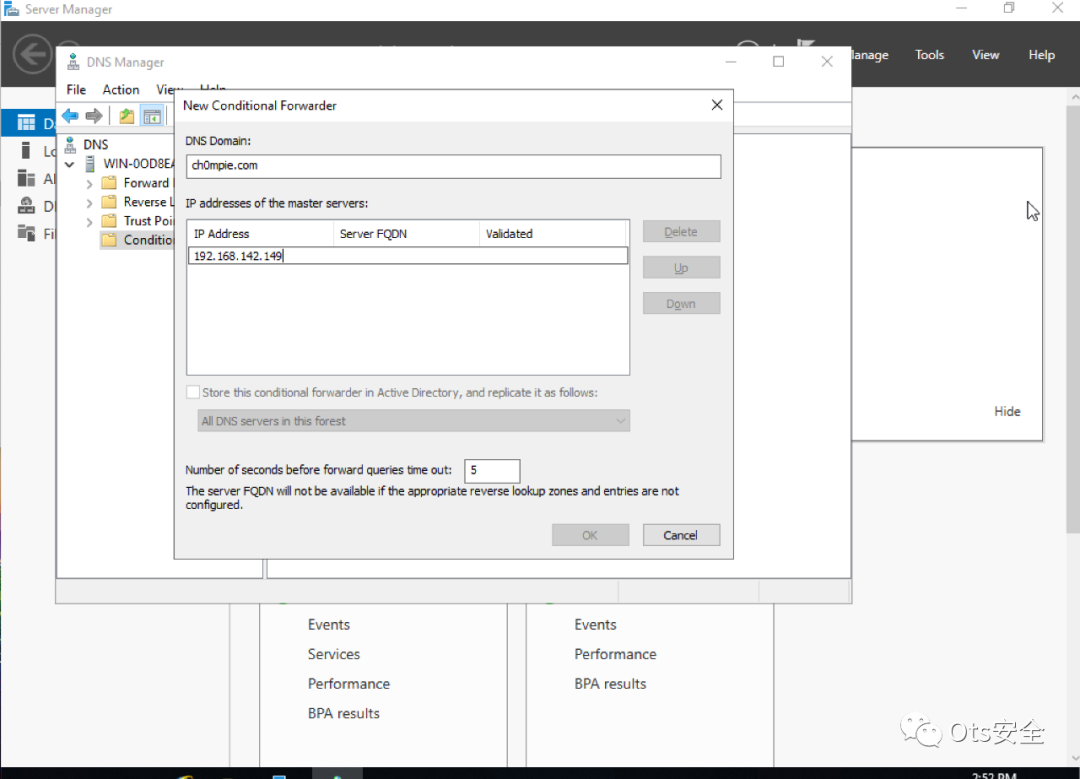 Server Manager
Manage Tools View Help
DNS Manager
File Action View Help
New Conditional Forwarder
DNS Domain:
ch0mpie.com
IP addresses of the master servers:
IP Address Server FQDN Validated
192.168.142.149
Delete
Up
Down
Store this conditional forwarder in Active Directory, and replicate it as follows:
All DNS servers in this forest
Number of seconds before forward queries time out: 5
The server FQDN will not be available if the appropriate reverse lookup zones and entries are not
configured.
OK Cancel
DNS
WIN-0OD8EA
Forward
Reverse L
Trust Poi
Conditio
Hide
Events
Services
Performance
BPA results
Events
Performance
BPA results
Ots安全
2:52 PM